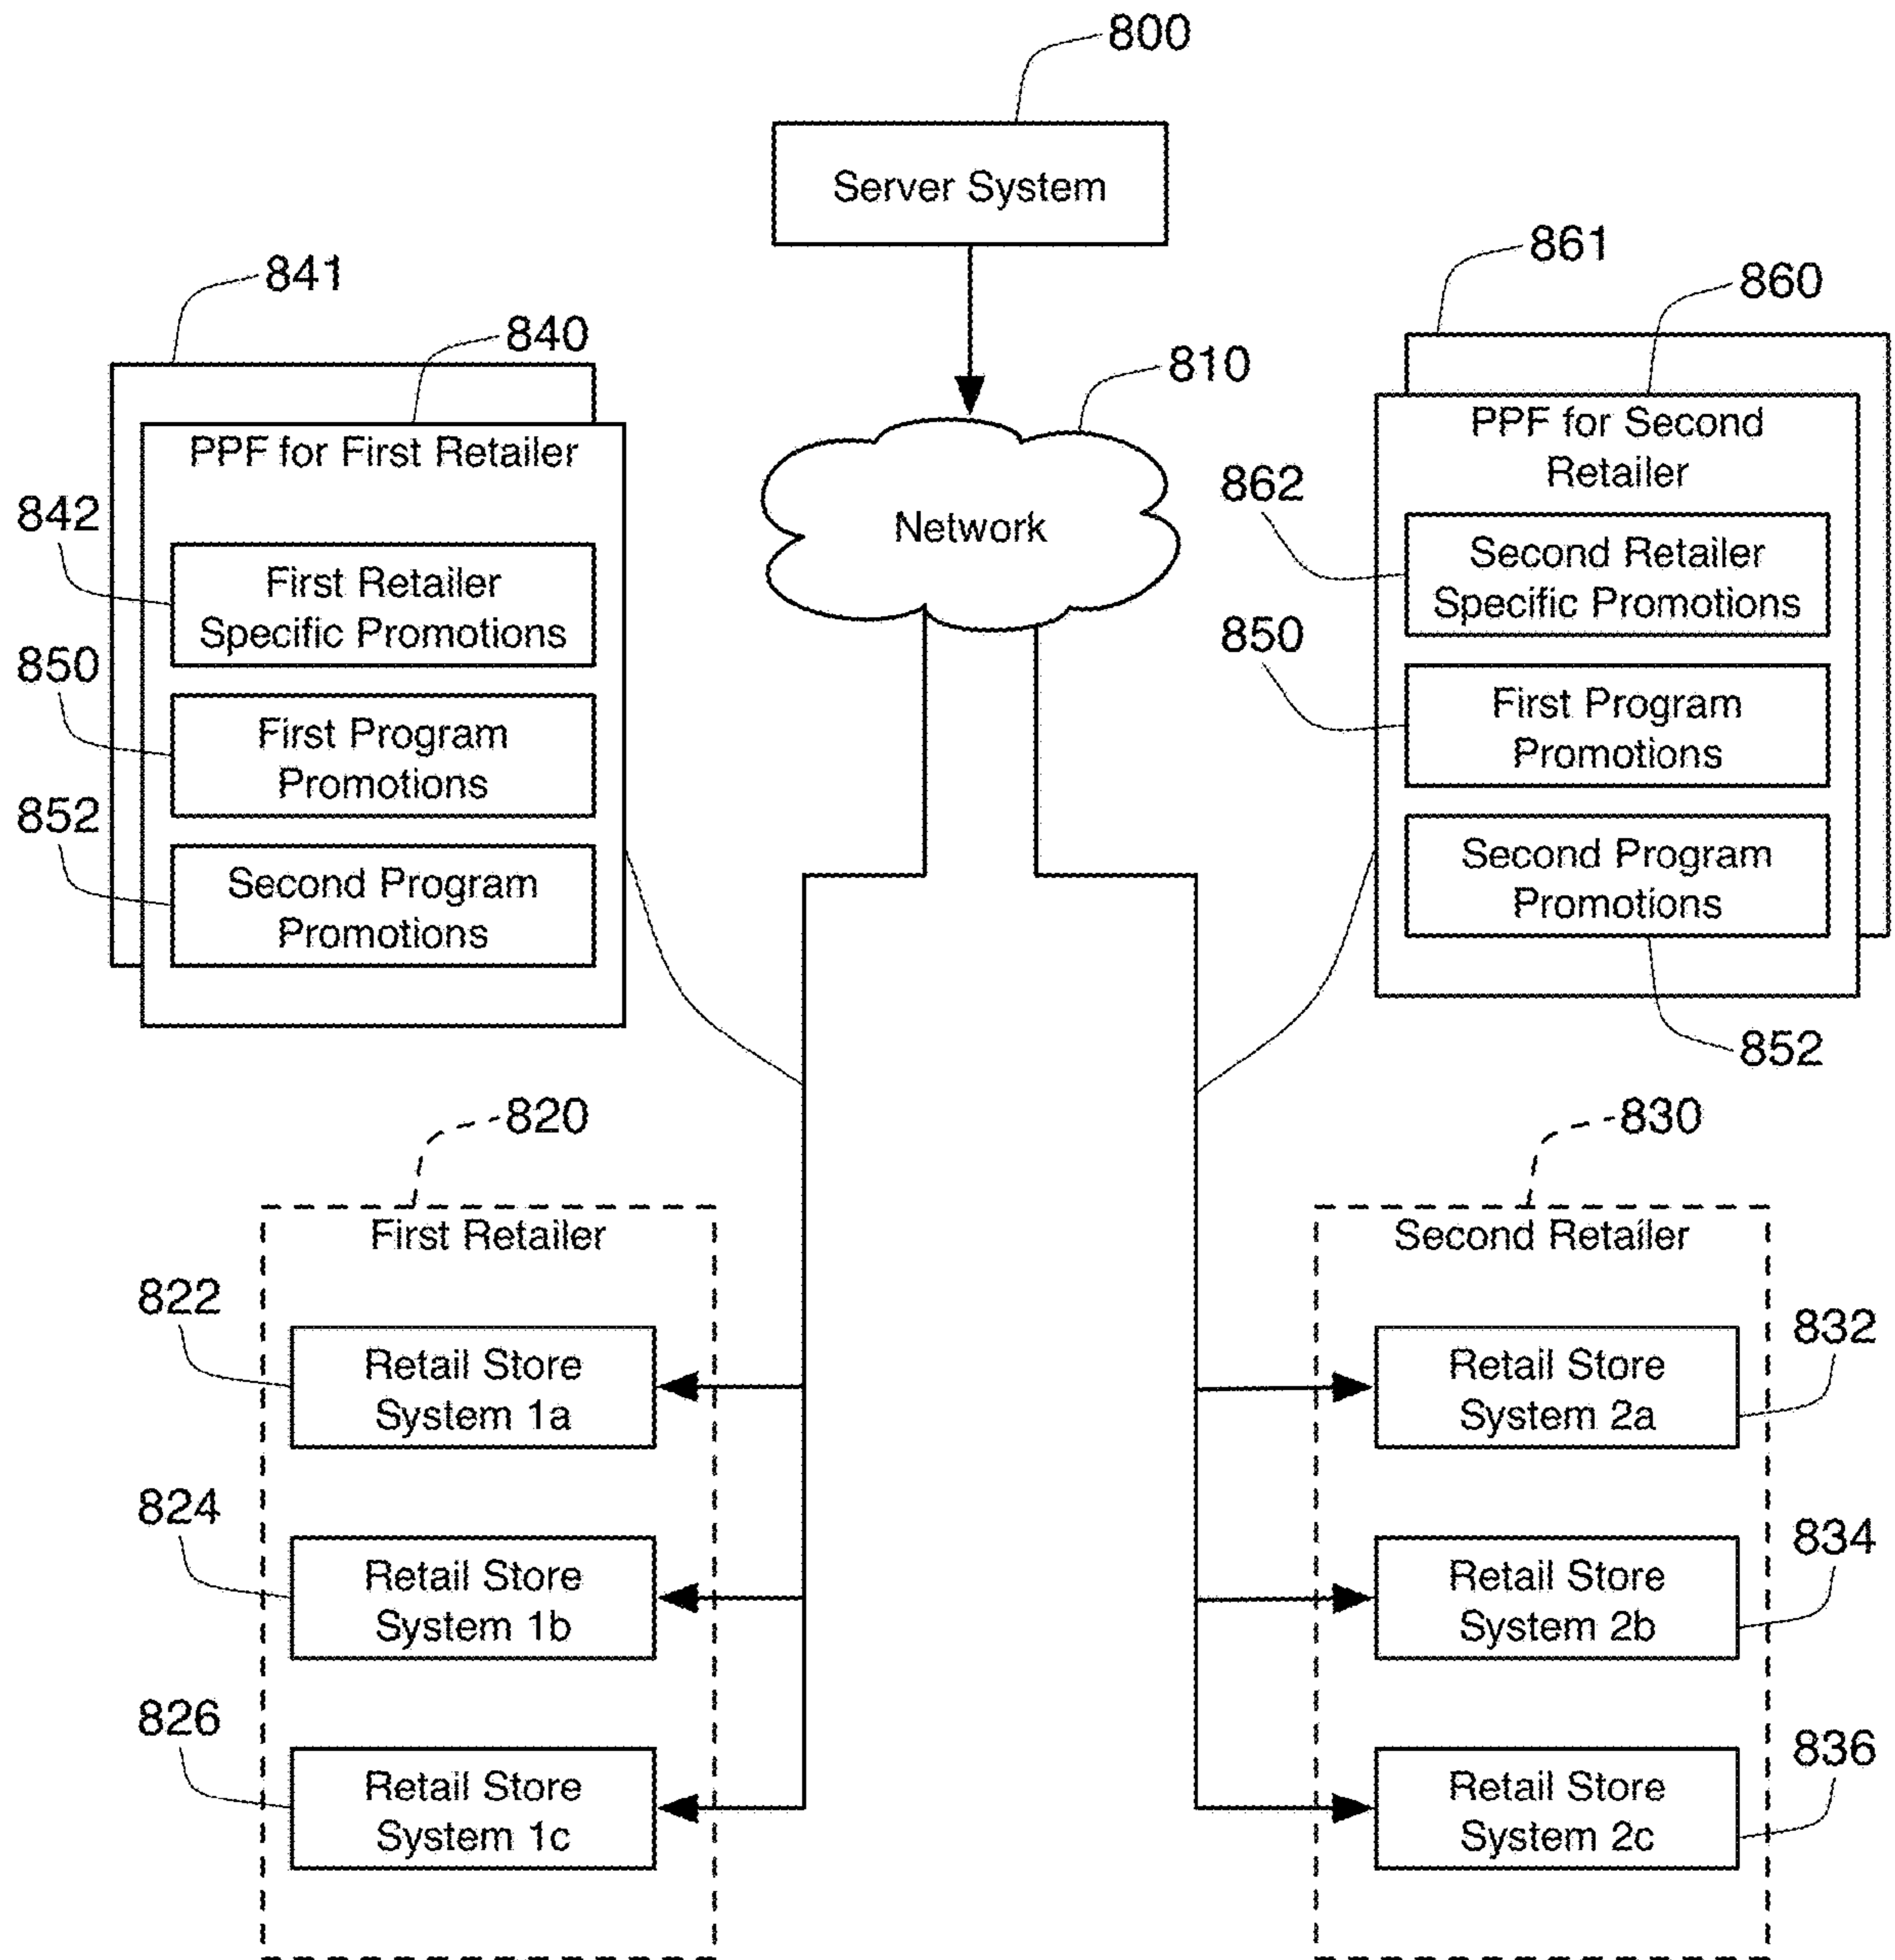 800
Server System
841
840
861
860
810
PPF for First Retailer
PPF for Second
Retailer
842
862
Network
First Retailer
Specific Promotions
Second Retailer
Specific Promotions
850
850
First Program
Promotions
First Program
Promotions
852
Second Program
Promotions
Second Program
Promotions
852
820
830
First Retailer
Second Retailer
822
Retail Store
System 1a
832
Retail Store
System 2a
824
Retail Store
System 1b
834
Retail Store
System 2b
826
Retail Store
System 1c
836
Retail Store
System 2c